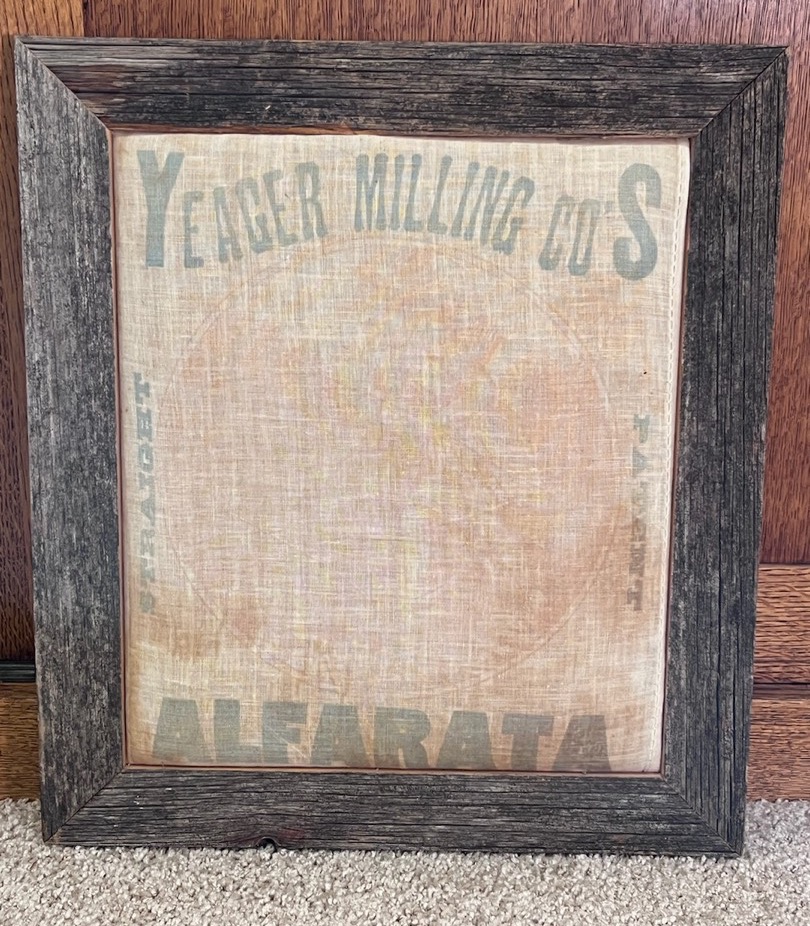 YEAGER MILLING CO'S
STRAIGHT
PATENT
ALFARATA